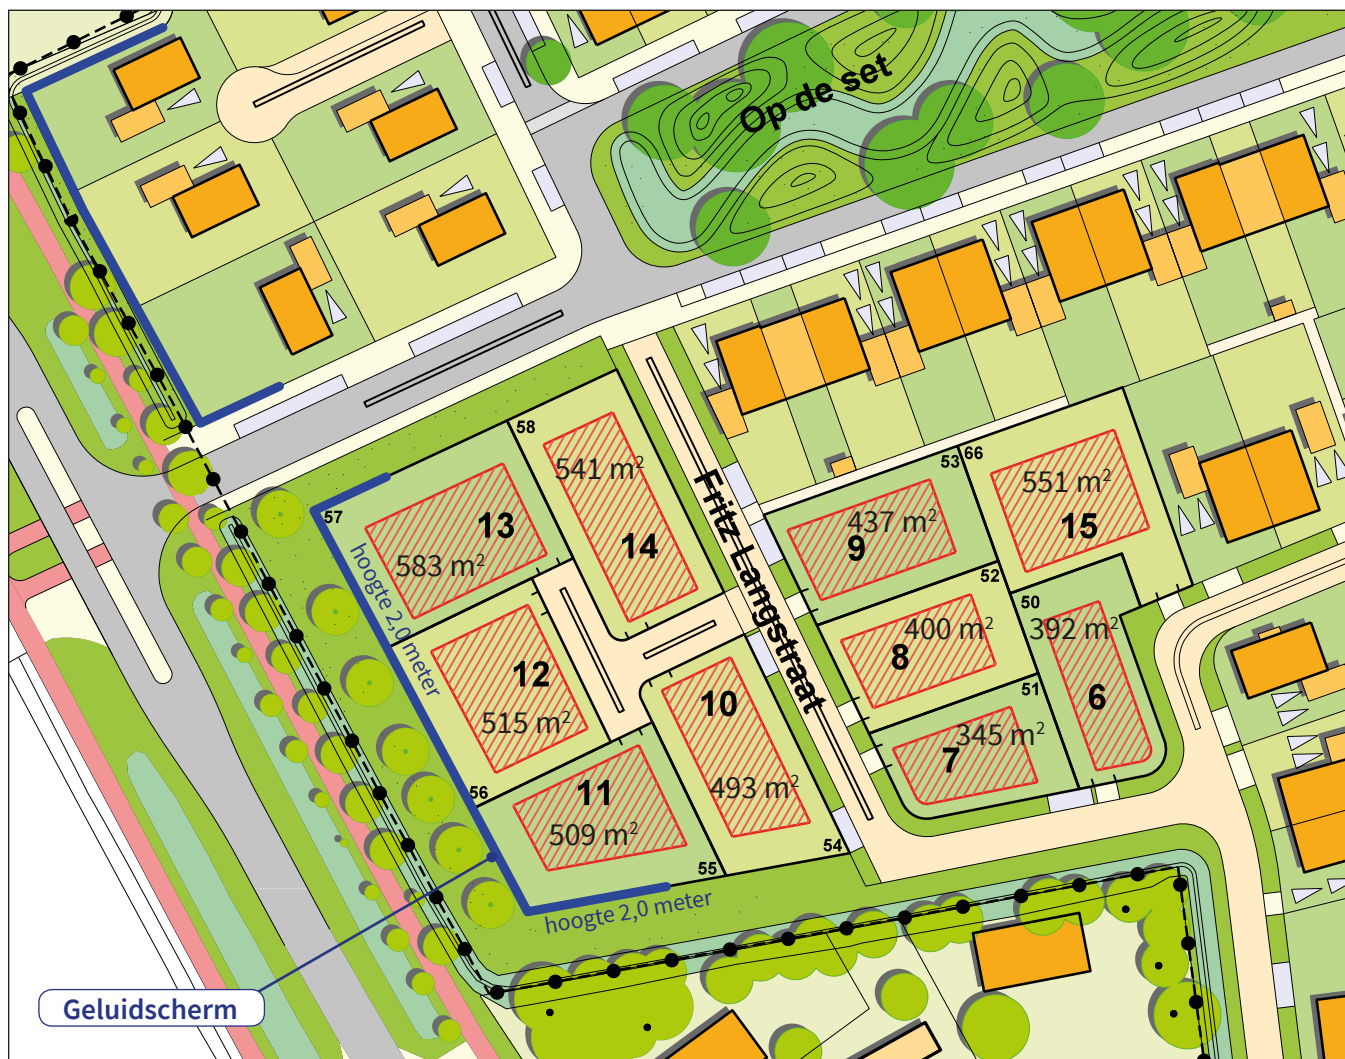 Op de set
58
541 m²
14
57
13
583 m²
hoogte 2,0 meter
Fritz Langstraat
53
66
437 m²
9
551 m²
15
52
400 m²
8
50
392 m²
6
51
345 m²
7
12
515 m²
56
10
493 m²
54
11
509 m²
55
hoogte 2,0 meter
Geluidscherm